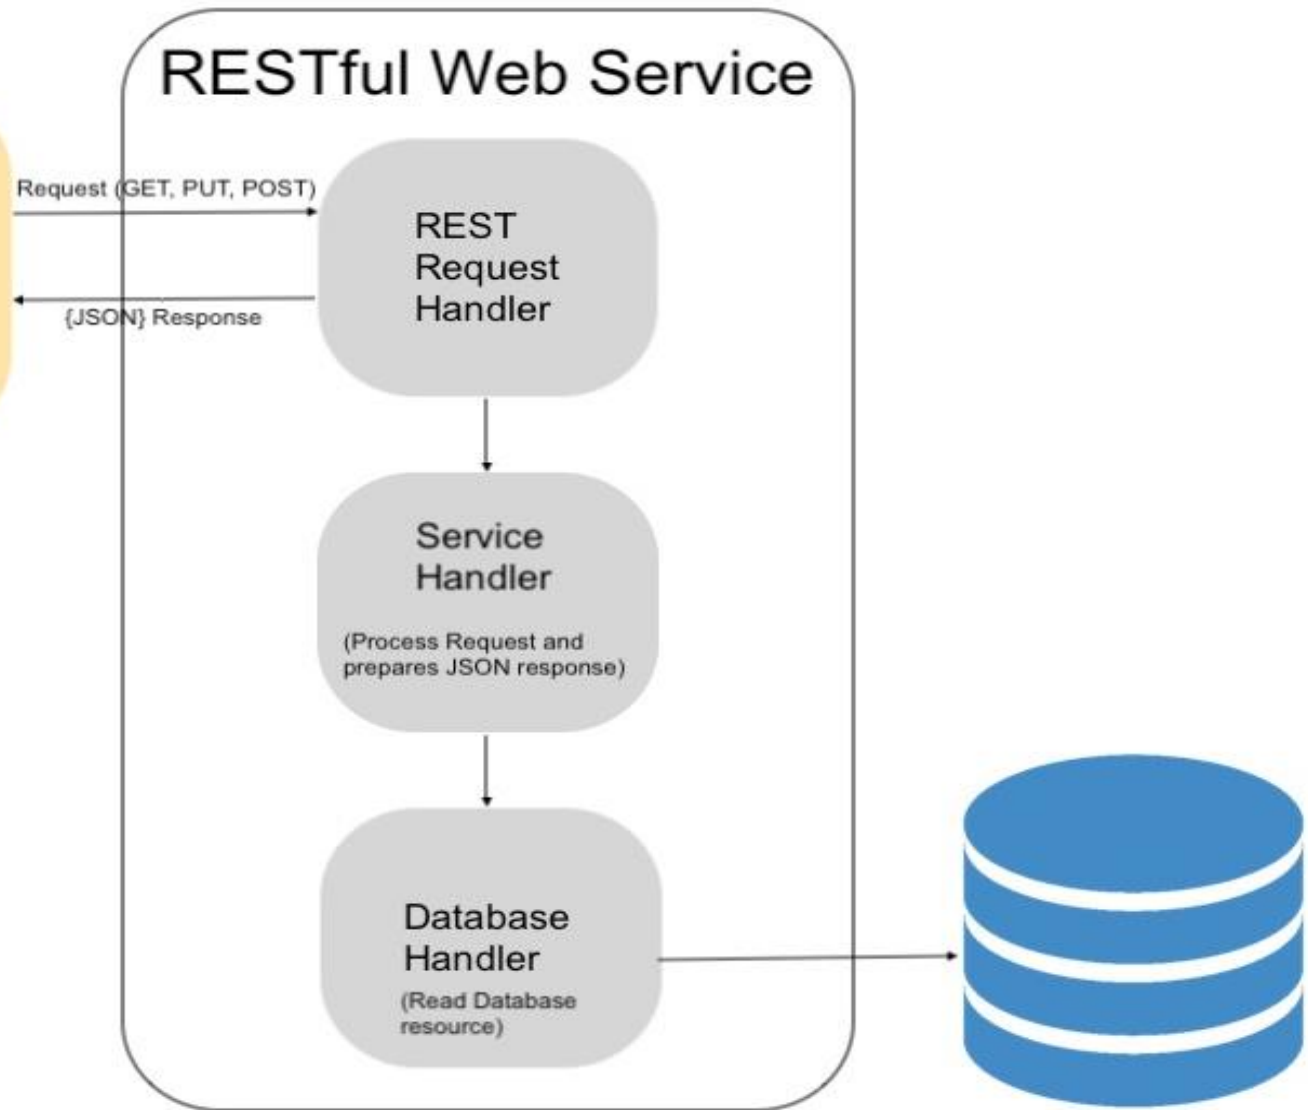 RESTful Web Service
Request (GET, PUT, POST)
{JSON} Response
REST
Request
Handler
Service
Handler
(Process Request and
prepares JSON response)
Database
Handler
(Read Database
resource)